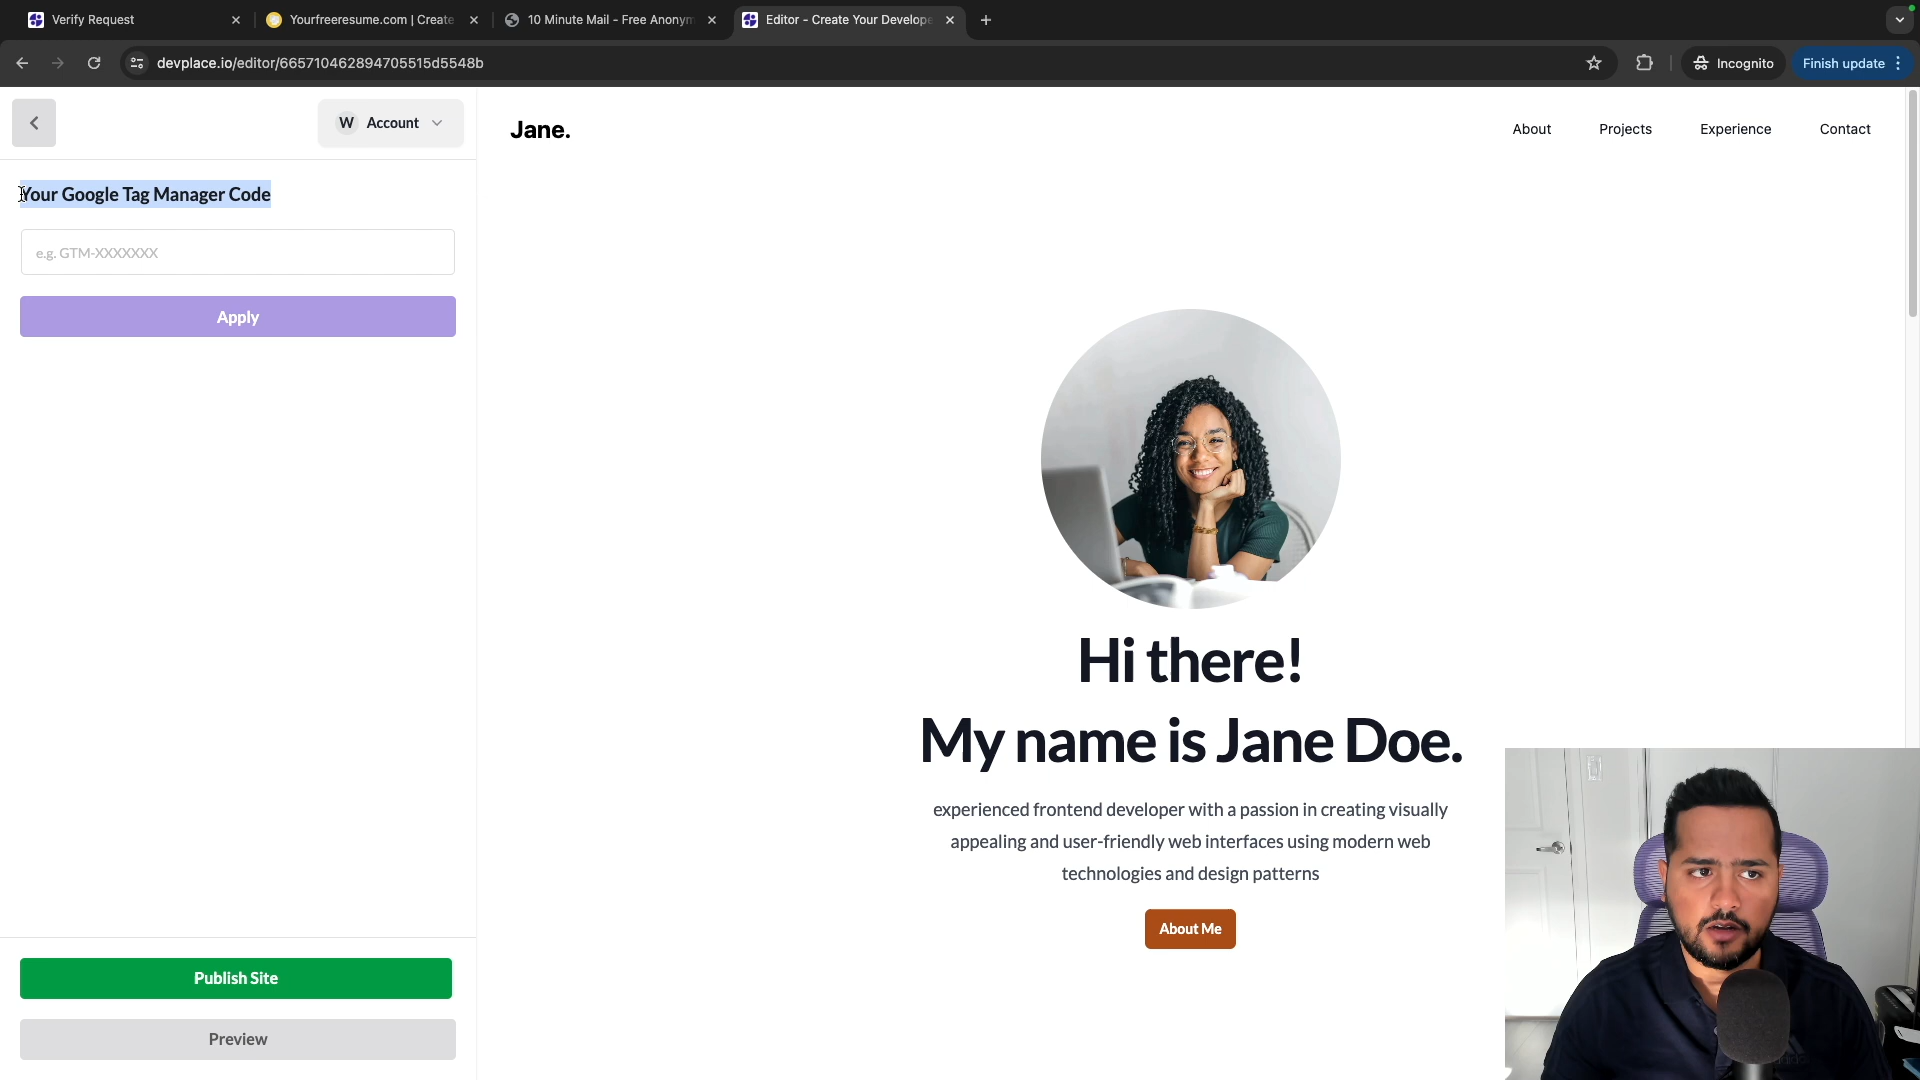 Verify Request
Yourfreeresume.com | Create
10 Minute Mail - Free Anonym
Editor - Create Your Develope
devplace.io/editor/665710462894705515d5548b
Incognito
Finish update
W Account
Jane.
About
Projects
Experience
Contact
Your Google Tag Manager Code
e.g. GTM-XXXXXXX
Apply
Hi there!
My name is Jane Doe.
experienced frontend developer with a passion in creating visually
appealing and user-friendly web interfaces using modern web
technologies and design patterns
About Me
Publish Site
Preview